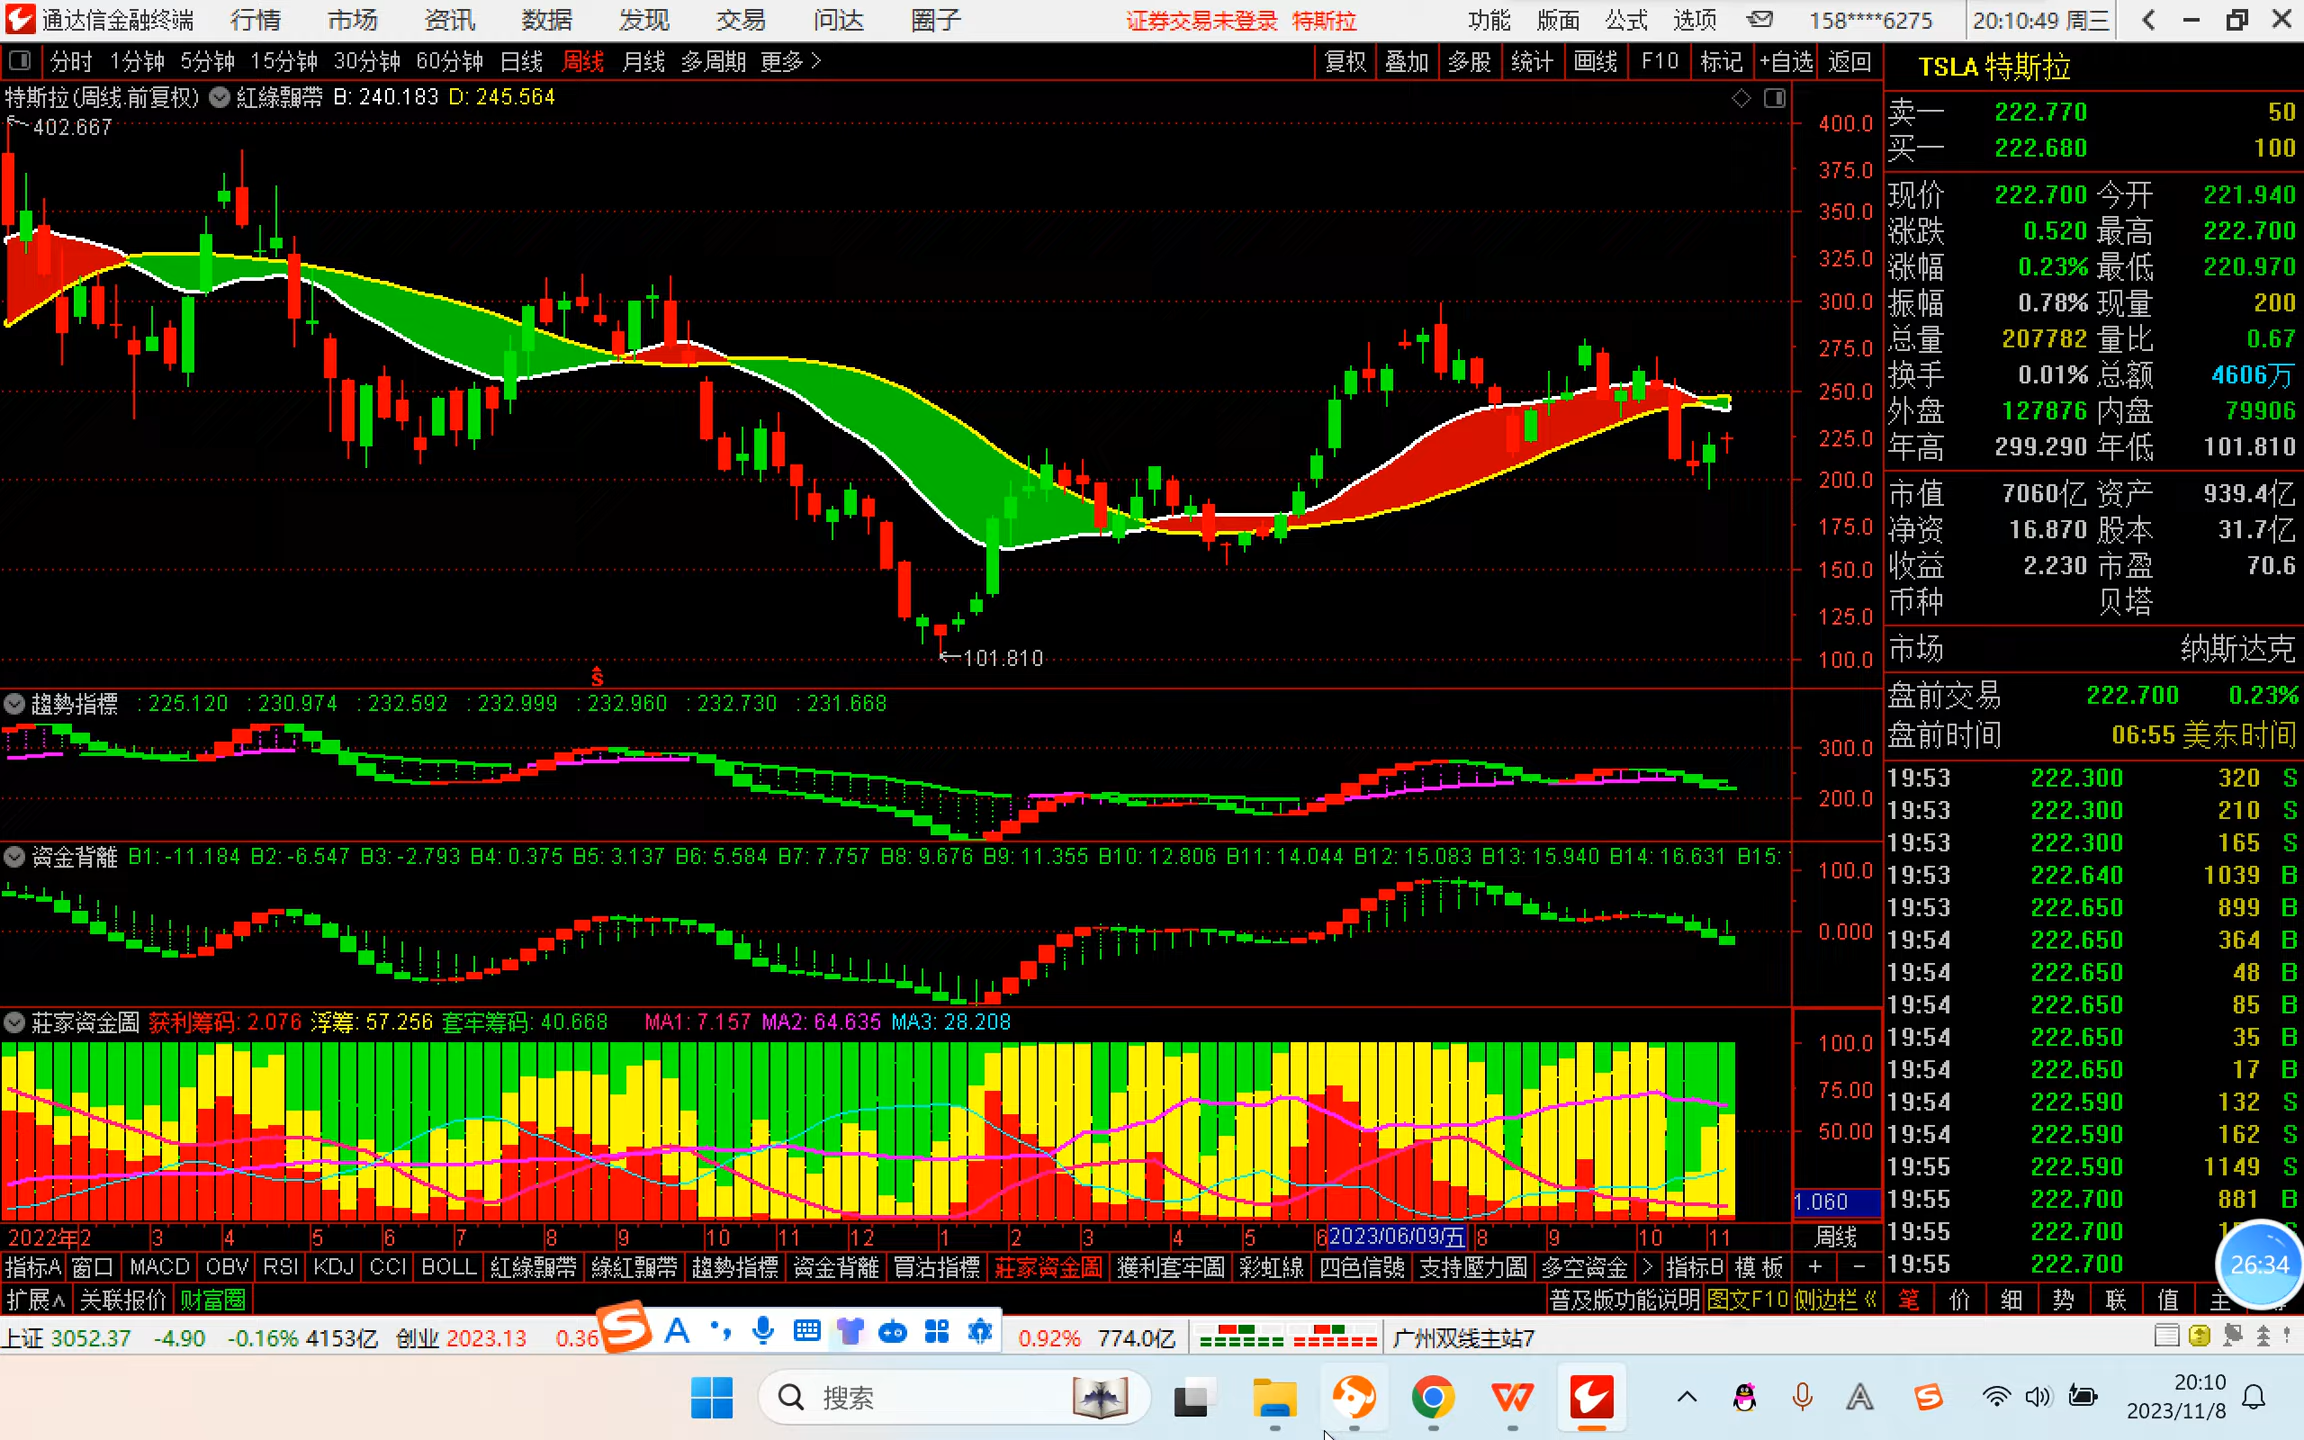 通达信金融终端 行情 市场 资讯 数据 发现 交易 问达 圈子 证券交易未登录 特斯拉 功能 版面 公式 选项 158****6275 20:10:49 周三
分时 1分钟 5分钟 15分钟 30分钟 60分钟 日线 周线 月线 多周期 更多 复权 叠加 多股 统计 画线 F10 标记 +自选 返回
TSLA 特斯拉
特斯拉(周线.前复权) 紅綠飄帶 B: 240.183 D: 245.564
402.667
400.0
375.0
350.0
325.0
300.0
275.0
250.0
225.0
200.0
175.0
150.0
125.0
100.0
101.810
S
卖一 222.770 50
买一 222.680 100
现价 222.700 今开 221.940
涨跌 0.520 最高 222.700
涨幅 0.23% 最低 220.970
振幅 0.78% 现量 200
总量 207782 量比 0.67
换手 0.01% 总额 4606万
外盘 127876 内盘 79906
年高 299.290 年低 101.810
市值 7060亿 资产 939.4亿
净资 16.870 股本 31.7亿
收益 2.230 市盈 70.6
币种 贝塔
市场 纳斯达克
盘前交易 222.700 0.23%
盘前时间 06:55 美东时间
19:53 222.300 320 S
19:53 222.300 210 S
19:53 222.300 165 S
19:53 222.640 1039 B
19:53 222.650 899 B
19:54 222.650 364 B
19:54 222.650 48 B
19:54 222.650 85 B
19:54 222.650 35 B
19:54 222.650 17 B
19:54 222.590 132 S
19:54 222.590 162 S
19:55 222.590 1149 S
19:55 222.700 881 B
19:55 222.700
19:55 222.700
26:34
趨勢指標 : 225.120 : 230.974 : 232.592 : 232.999 : 232.960 : 232.730 : 231.668
300.0
200.0
资金背離 B1: -11.184 B2: -6.547 B3: -2.793 B4: 0.375 B5: 3.137 B6: 5.584 B7: 7.757 B8: 9.676 B9: 11.355 B10: 12.806 B11: 14.044 B12: 15.083 B13: 15.940 B14: 16.631 B15:
100.0
0.000
莊家资金圖 获利筹码: 2.076 浮筹: 57.256 套牢筹码: 40.668 MA1: 7.157 MA2: 64.635 MA3: 28.208
100.0
75.00
50.00
1.060
2022年 2 3 4 5 6 7 8 9 10 11 12 1 2 3 4 5 6 2023/06/09/五 8 9 10 11 周线
指标A 窗口 MACD OBV RSI KDJ CCI BOLL 紅綠飄帶 綠紅飄帶 趨勢指標 资金背離 買沽指標 莊家资金圖 獲利套牢圖 彩虹線 四色信號 支持壓力圖 多空资金 > 指标B 模 板 + −
扩展∧ 关联报价 财富圈 普及版功能说明 图文F10 侧边栏 《 笔 价 细 势 联 值 主
上证 3052.37 -4.90 -0.16% 4153亿 创业 2023.13 0.36 S A 0.92% 774.0亿 广州双线主站7
搜索
20:10
2023/11/8